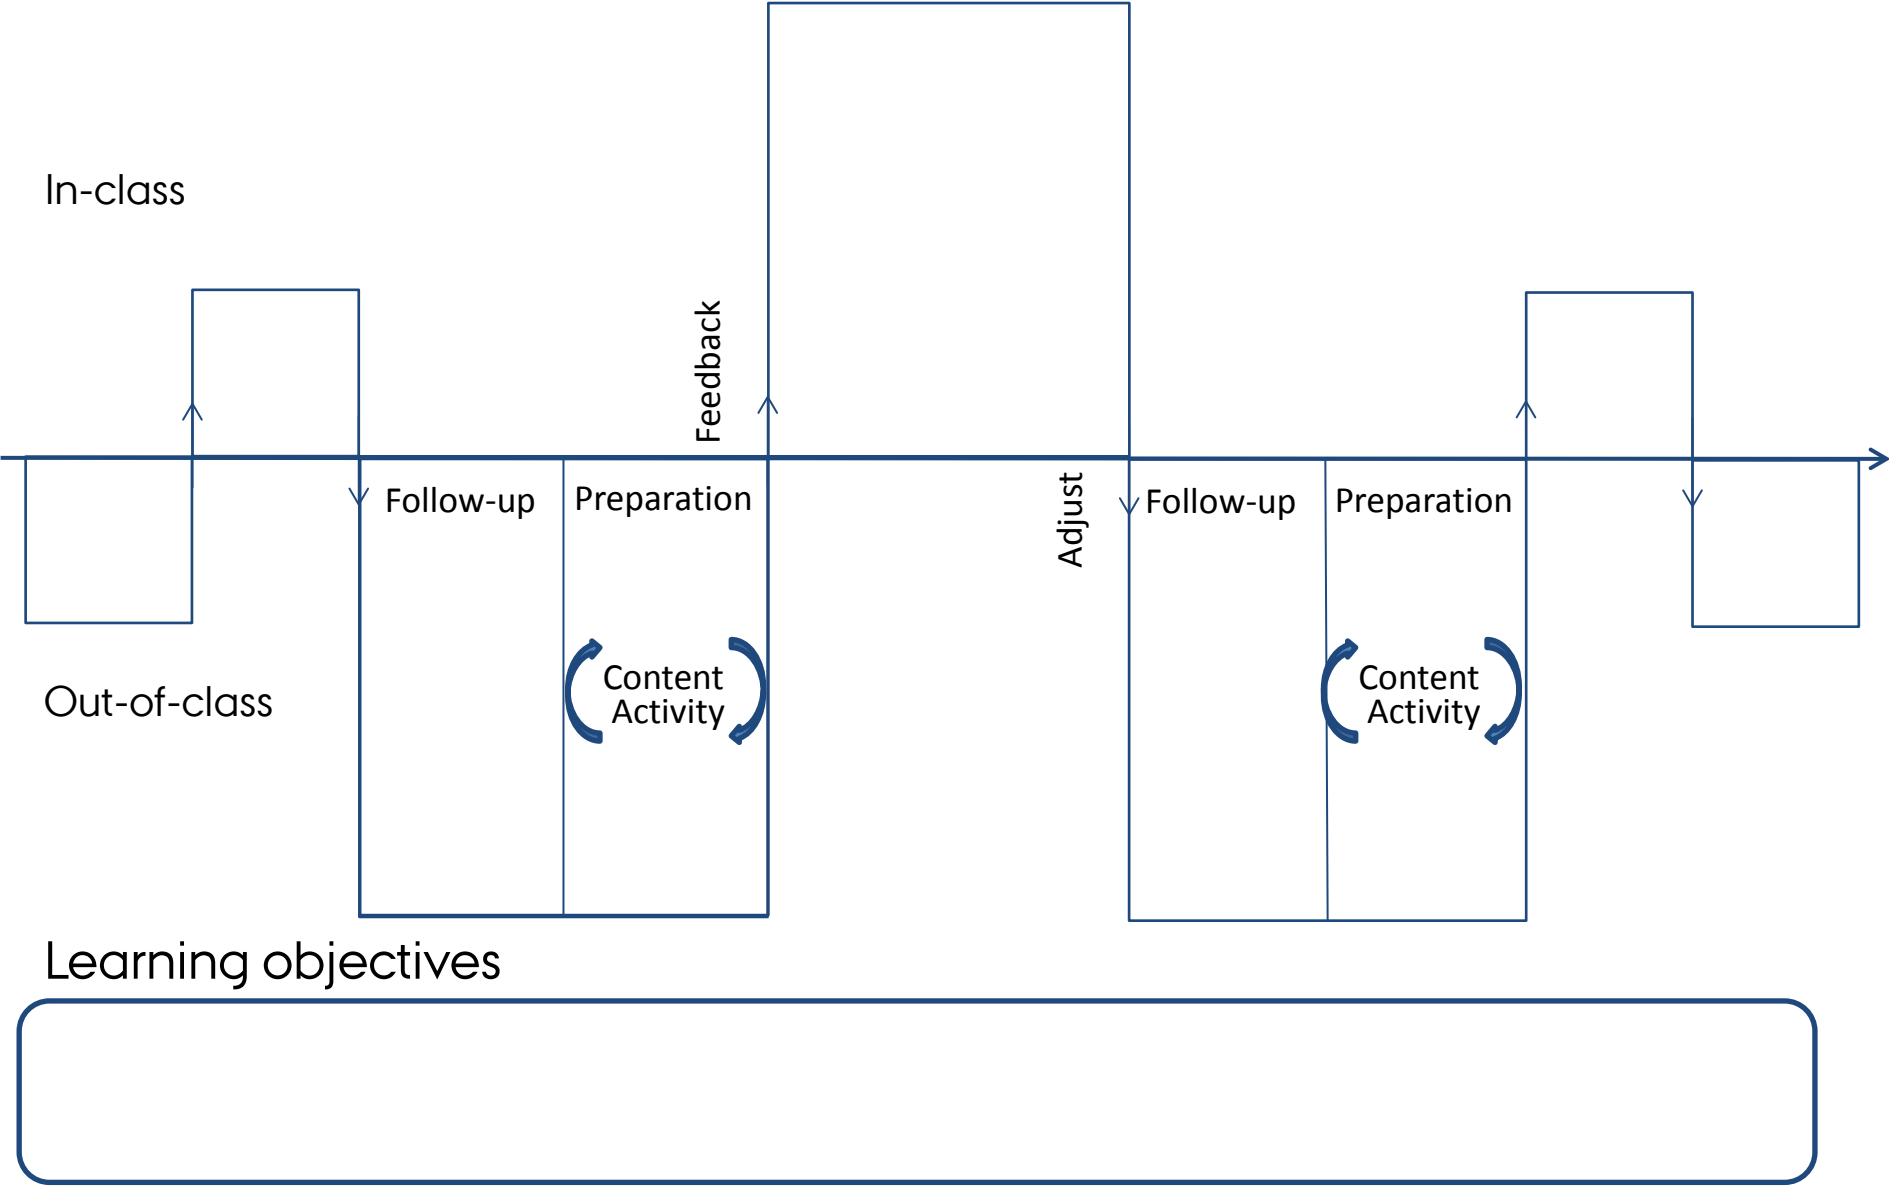 In-class
Feedback
Follow-up
Preparation
Adjust
Follow-up
Preparation
Content
Activity
Content
Activity
Out-of-class
Learning objectives